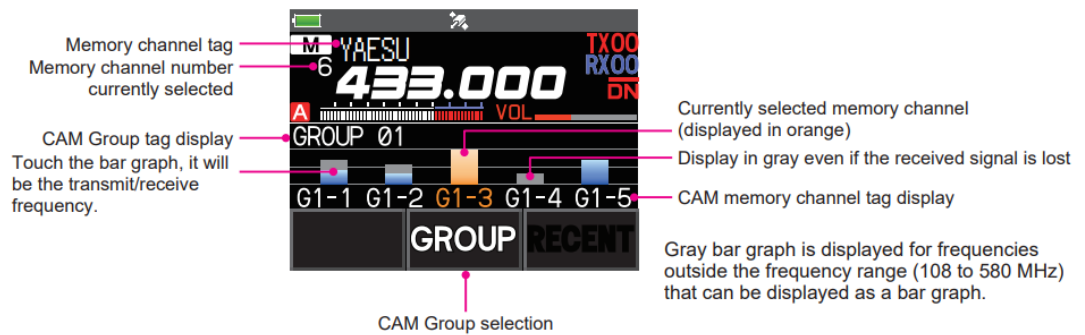 Memory channel tag
Memory channel number
currently selected
CAM Group tag display
Touch the bar graph, it will
be the transmit/receive
frequency.
M YAESU
6
433.000
TX00
RX00
DN
A
VOL
GROUP 01
G1-1 G1-2 G1-3 G1-4 G1-5
GROUP RECENT
CAM Group selection
Currently selected memory channel
(displayed in orange)
Display in gray even if the received signal is lost
CAM memory channel tag display
Gray bar graph is displayed for frequencies
outside the frequency range (108 to 580 MHz)
that can be displayed as a bar graph.